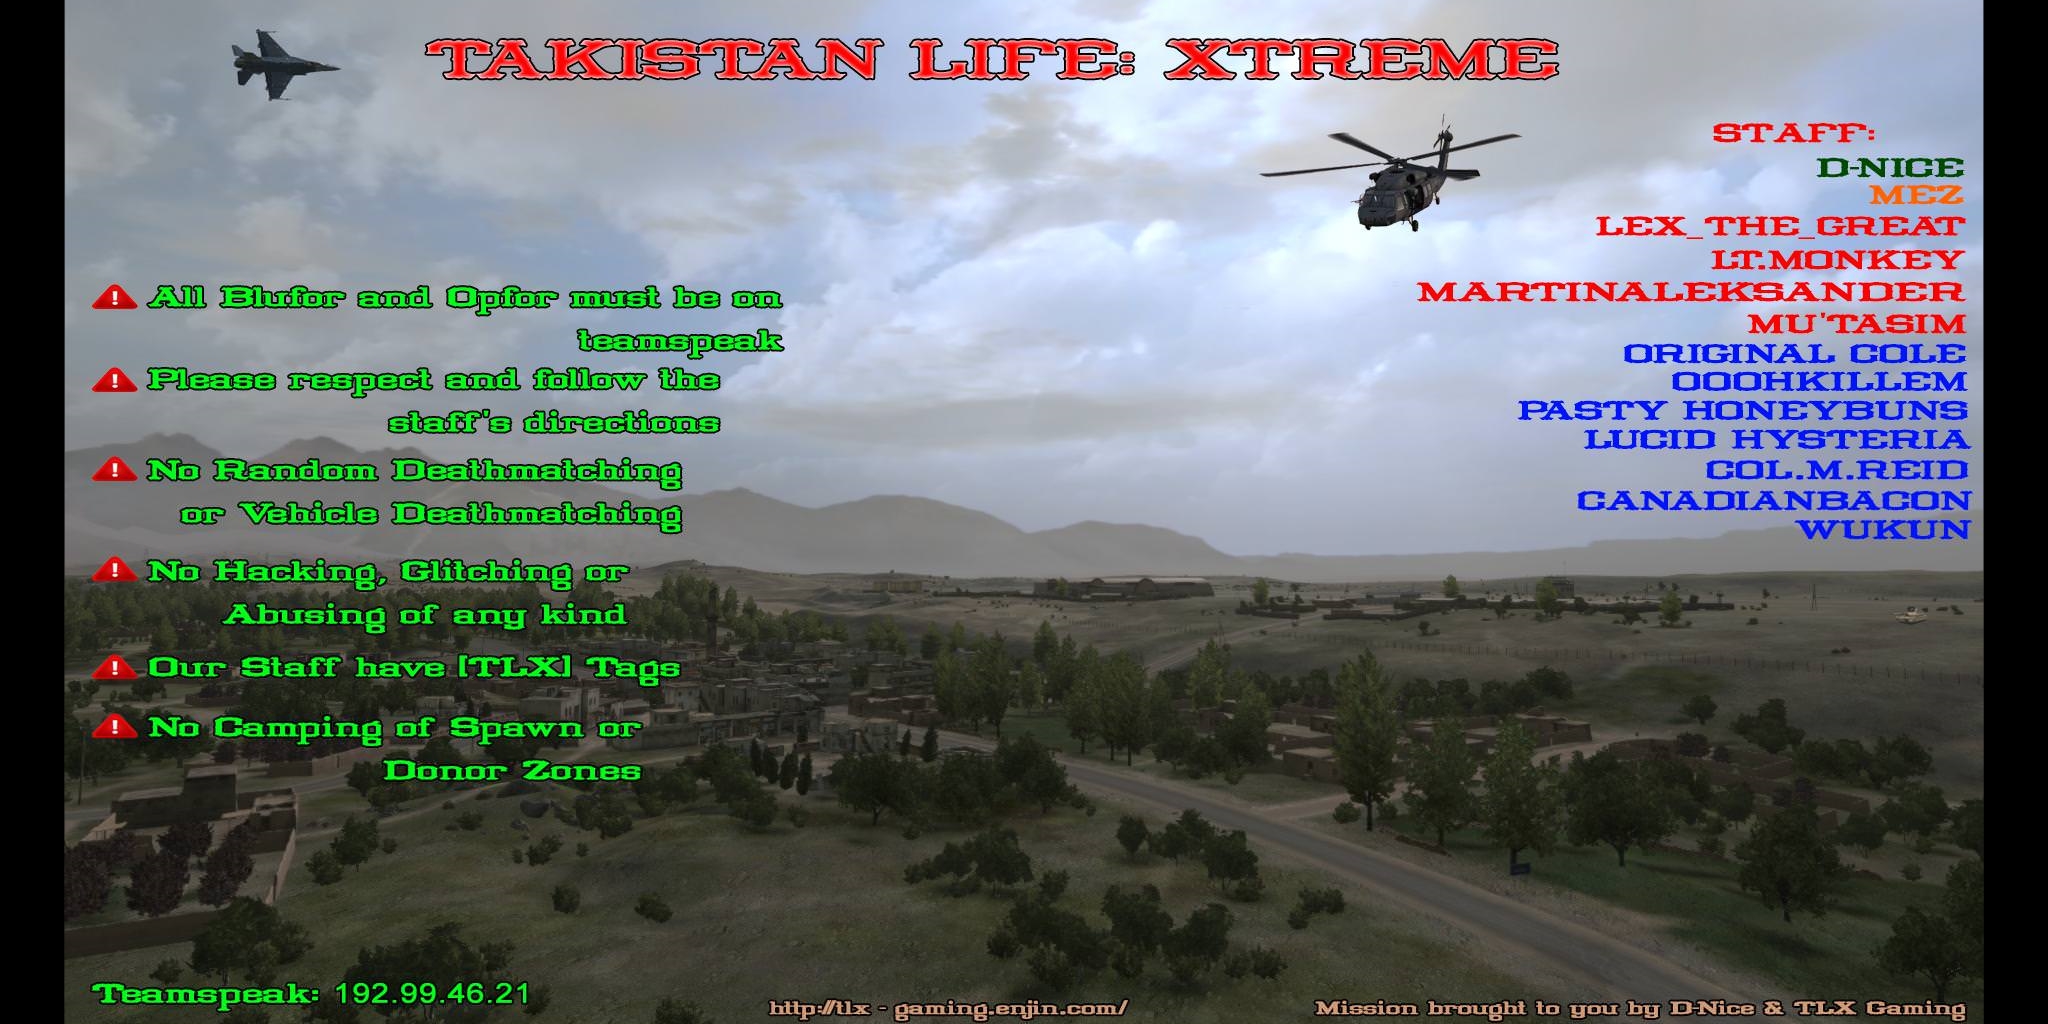 TAKISTAN LIFE: XTREME
STAFF:
D-NICE
MEZ
LEX_THE_GREAT
LT.MONKEY
MARTINALEKSANDER
MU'TASIM
ORIGINAL COLE
OOOHKILLEM
PASTY HONEYBUNS
LUCID HYSTERIA
COL.M.REID
CANADIANBACON
WUKUN
All Blufor and Opfor must be on
teamspeak
Please respect and follow the
staff's directions
No Random Deathmatching
or Vehicle Deathmatching
No Hacking, Glitching or
Abusing of any kind
Our Staff have [TLX] Tags
No Camping of Spawn or
Donor Zones
Teamspeak: 192.99.46.21
http://tlx - gaming.enjin.com/
Mission brought to you by D-Nice & TLX Gaming